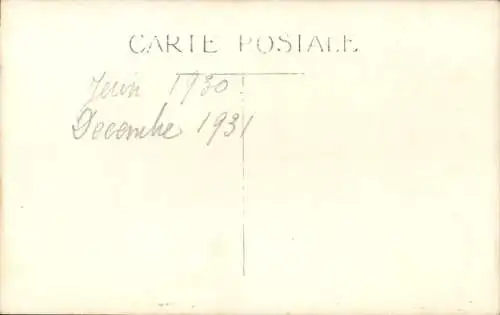 CARTE POSTALE
Juin 1930
Decembre 1931